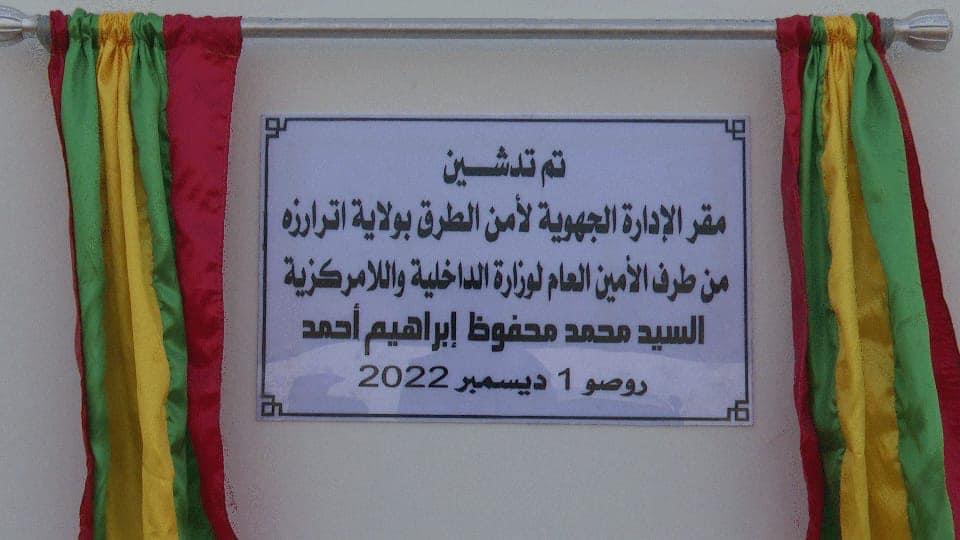 تم تدشين
مقر الإدارة الجهوية لأمن الطرق بولاية اترارزه
من طرف الأمين العام لوزارة الداخلية واللامركزية
السيد محمد محفوظ إبراهيم أحمد
روصو 1 ديسمبر 2022